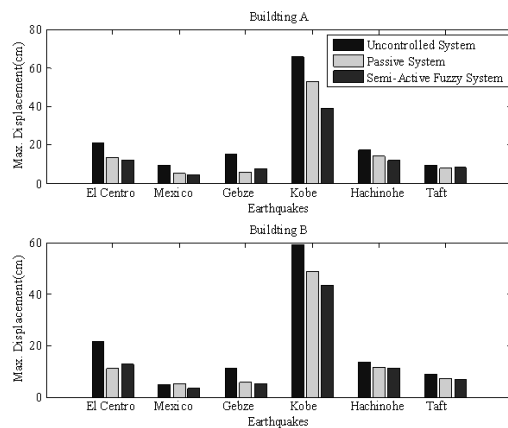 Buildting A
Max. Displacement(cm)
80
60
40
20
0
Uncontrolled System
Passive System
Semi-Active Fuzzy System
El Centro Mexico Gebze Kobe Hachinohe Taft
Earthquakes
Buildting B
Max. Displacement(cm)
60
40
20
0
El Centro Mexico Gebze Kobe Hachinohe Taft
Earthquakes